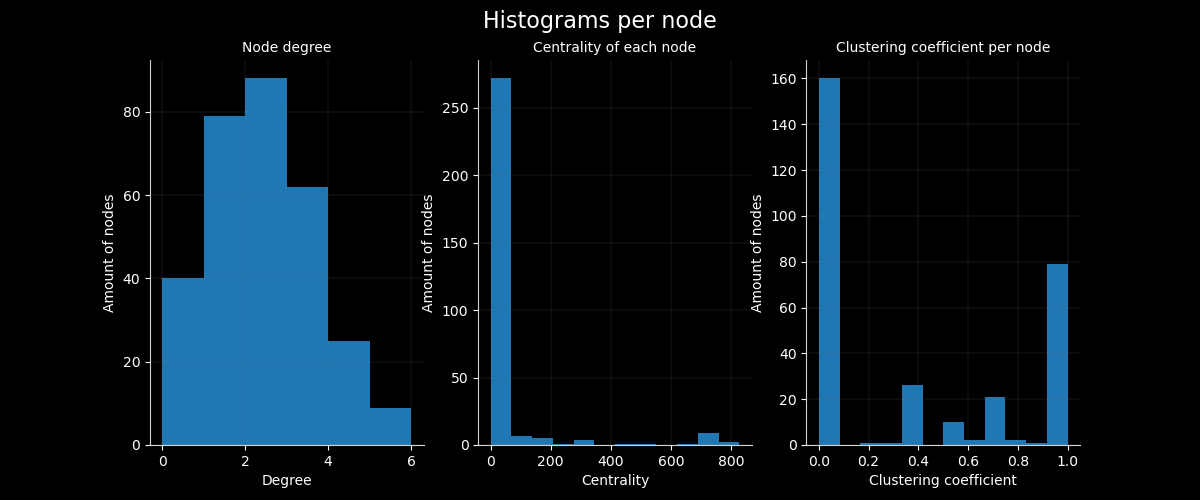 Histograms per node
Node degree
Amount of nodes
80
60
40
20
0
0 2 4 6
Degree
Centrality of each node
Amount of nodes
250
200
150
100
50
0
0 200 400 600 800
Centrality
Clustering coefficient per node
Amount of nodes
160
140
120
100
80
60
40
20
0
0.0 0.2 0.4 0.6 0.8 1.0
Clustering coefficient